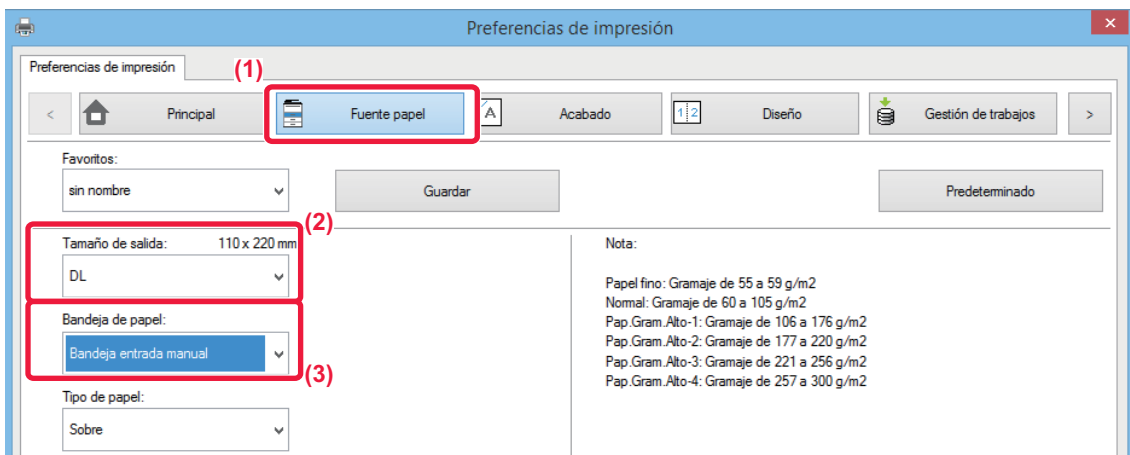 Preferencias de impresión
Preferencias de impresión
(1)
Principal
Fuente papel
A
Acabado
1 2
Diseño
Gestión de trabajos
Favoritos:
sin nombre
Guardar
Predeterminado
(2)
Tamaño de salida: 110 x 220 mm
DL
Bandeja de papel:
Bandeja entrada manual
(3)
Tipo de papel:
Sobre
Nota:
Papel fino: Gramaje de 55 a 59 g/m2
Normal: Gramaje de 60 a 105 g/m2
Pap.Gram.Alto-1: Gramaje de 106 a 176 g/m2
Pap.Gram.Alto-2: Gramaje de 177 a 220 g/m2
Pap.Gram.Alto-3: Gramaje de 221 a 256 g/m2
Pap.Gram.Alto-4: Gramaje de 257 a 300 g/m2